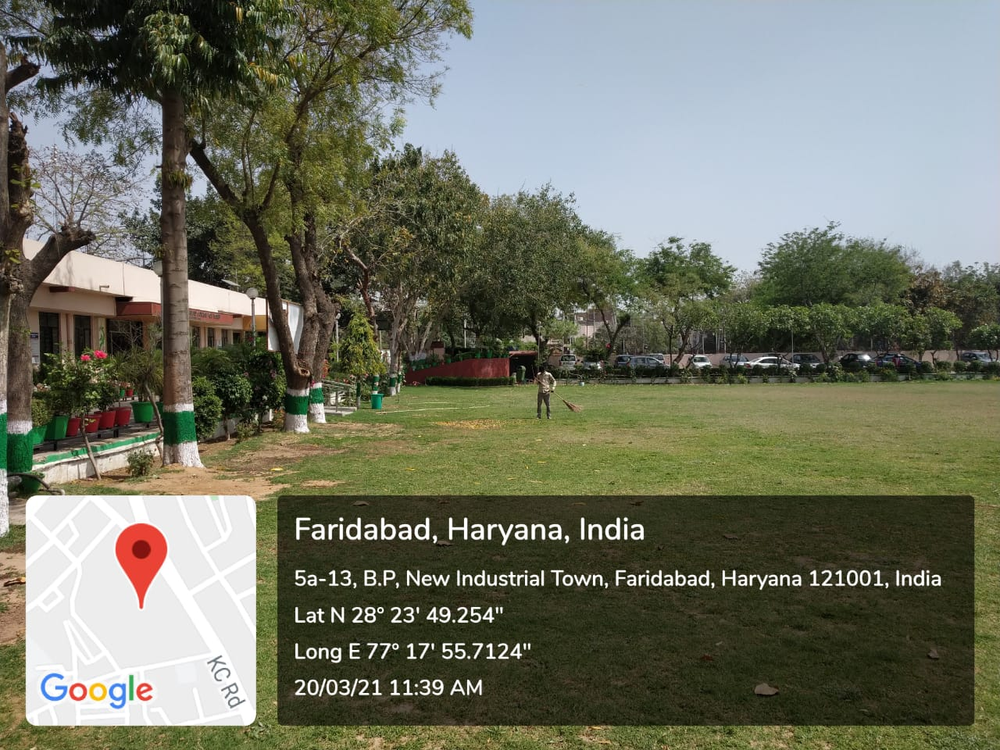 Faridabad, Haryana, India
5a-13, B.P, New Industrial Town, Faridabad, Haryana 121001, India
Lat N 28° 23' 49.254"
Long E 77° 17' 55.7124"
20/03/21 11:39 AM
KC Rd
Google